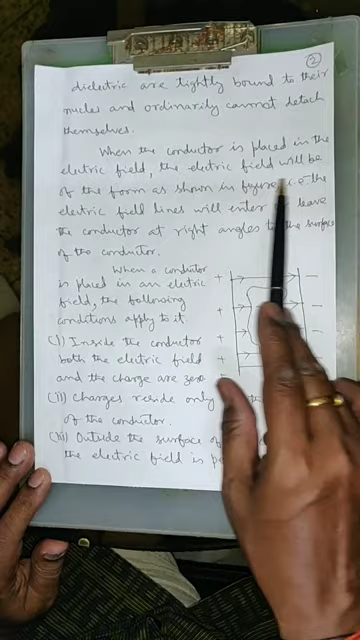 2
dielectric are tightly bound to their
nuclei and ordinarily cannot detach
themselves.
When the conductor is placed in the
electric field, the electric field will be
of the form as shown in figure i.e the
electric field lines will enter leave
the conductor at right angles the surface
of the conductor.
When a conductor
is placed in an electric
field, the following
conditions apply to it.
(i) Inside the conductor
both the electric field
and the charge are zero
(ii) Charges reside only
of the conductor.
(iii) Outside the surface of
the electric field is
+ −
+ −
+ −
+